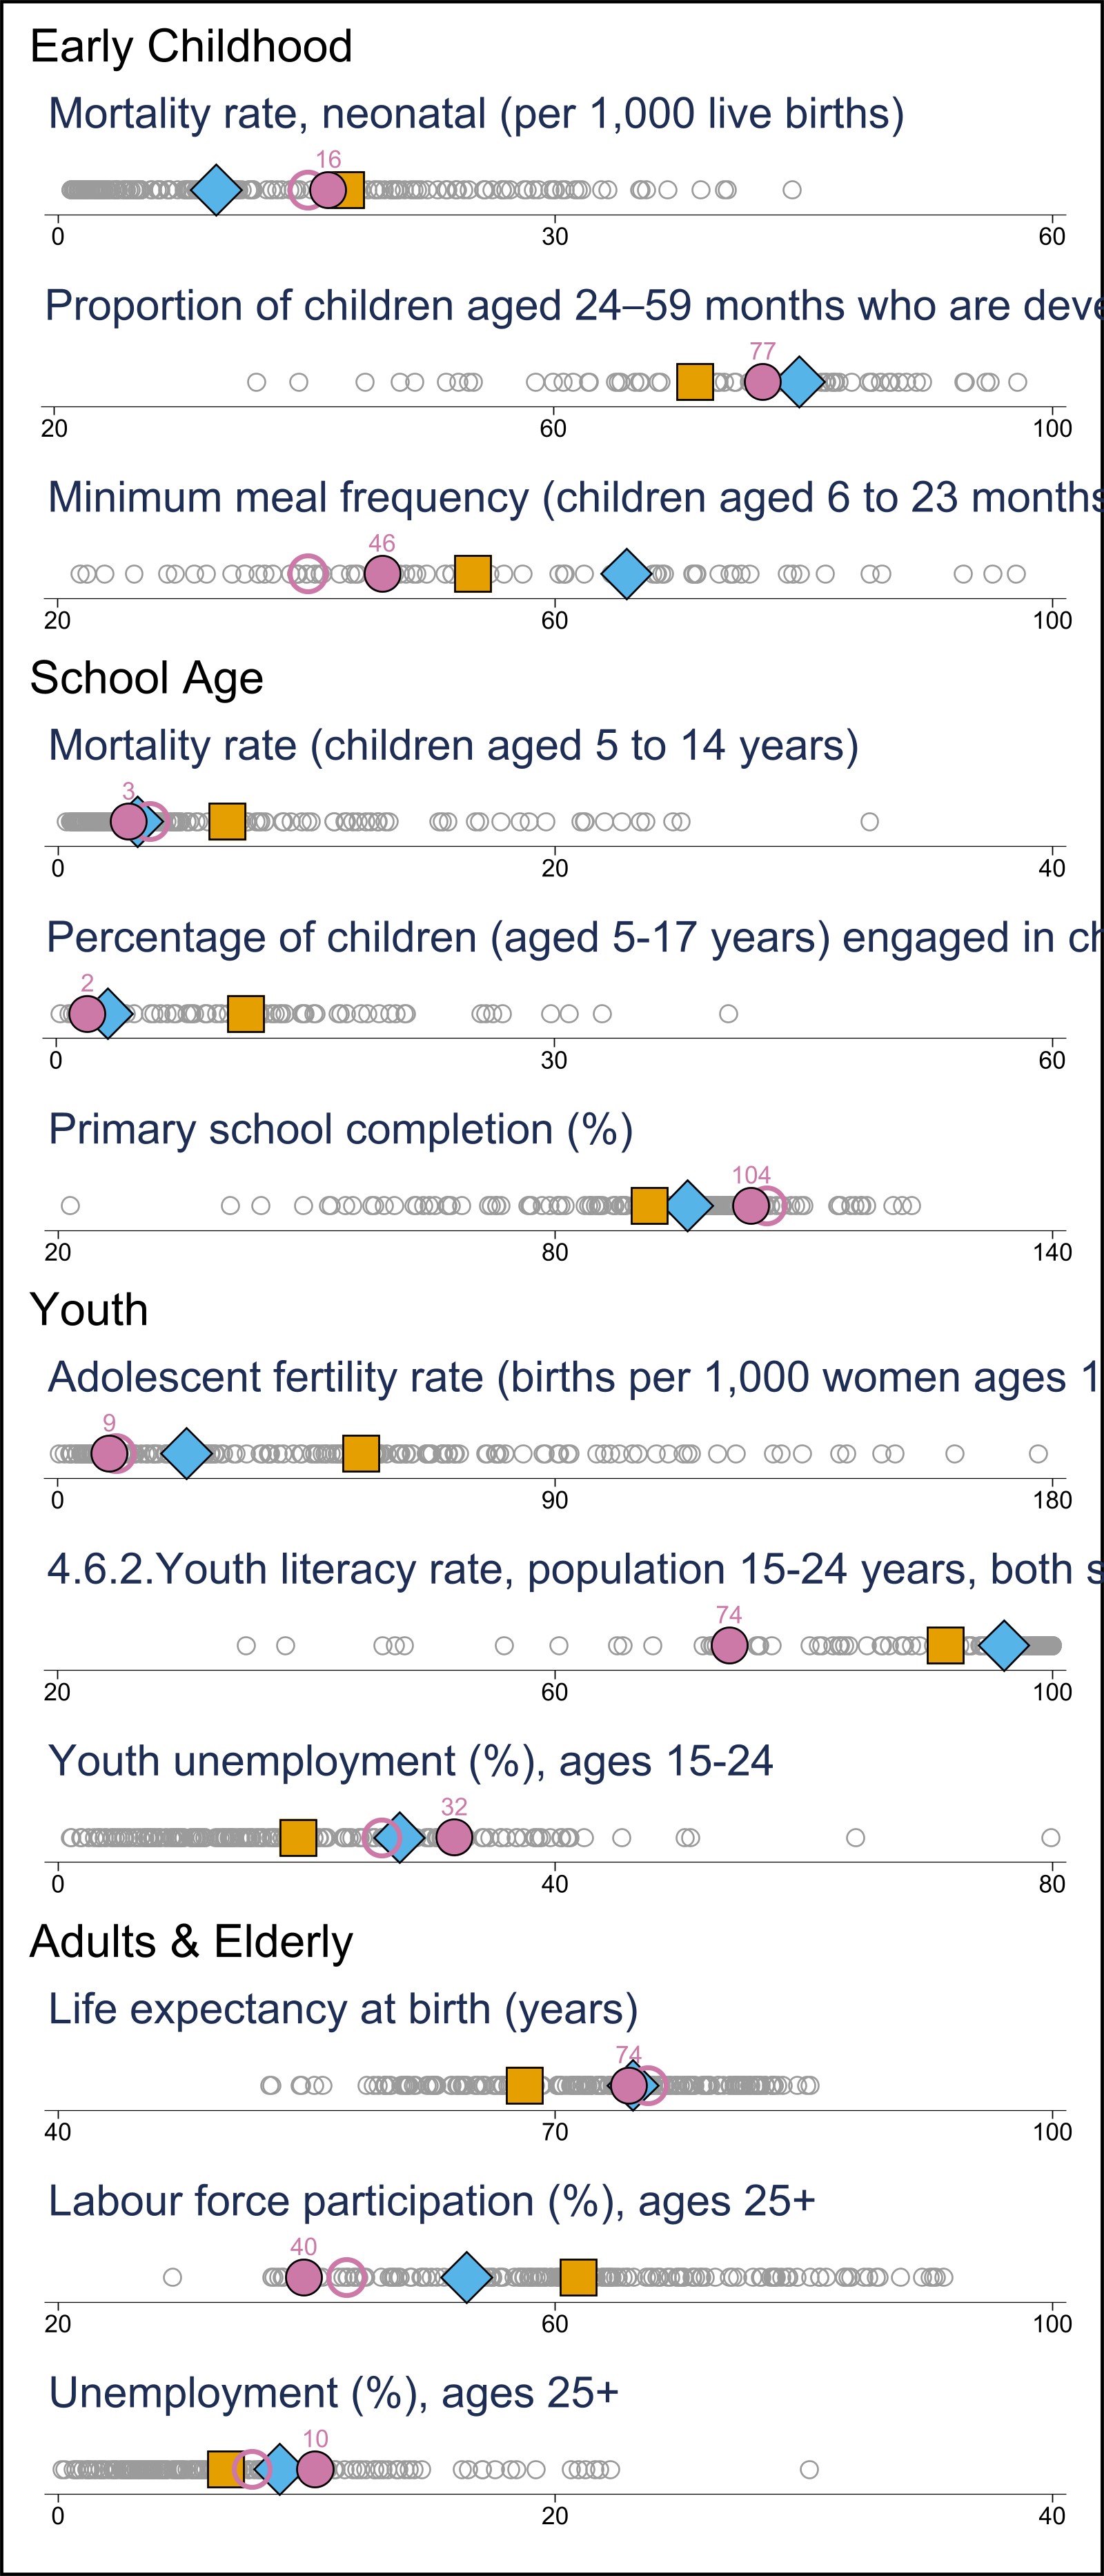 Early Childhood
Mortality rate, neonatal (per 1,000 live births)
16
0 30 60
Proportion of children aged 24–59 months who are deve
77
20 60 100
Minimum meal frequency (children aged 6 to 23 months
46
20 60 100
School Age
Mortality rate (children aged 5 to 14 years)
3
0 20 40
Percentage of children (aged 5-17 years) engaged in ch
2
0 30 60
Primary school completion (%)
104
20 80 140
Youth
Adolescent fertility rate (births per 1,000 women ages 1
9
0 90 180
4.6.2.Youth literacy rate, population 15-24 years, both s
74
20 60 100
Youth unemployment (%), ages 15-24
32
0 40 80
Adults & Elderly
Life expectancy at birth (years)
74
40 70 100
Labour force participation (%), ages 25+
40
20 60 100
Unemployment (%), ages 25+
10
0 20 40